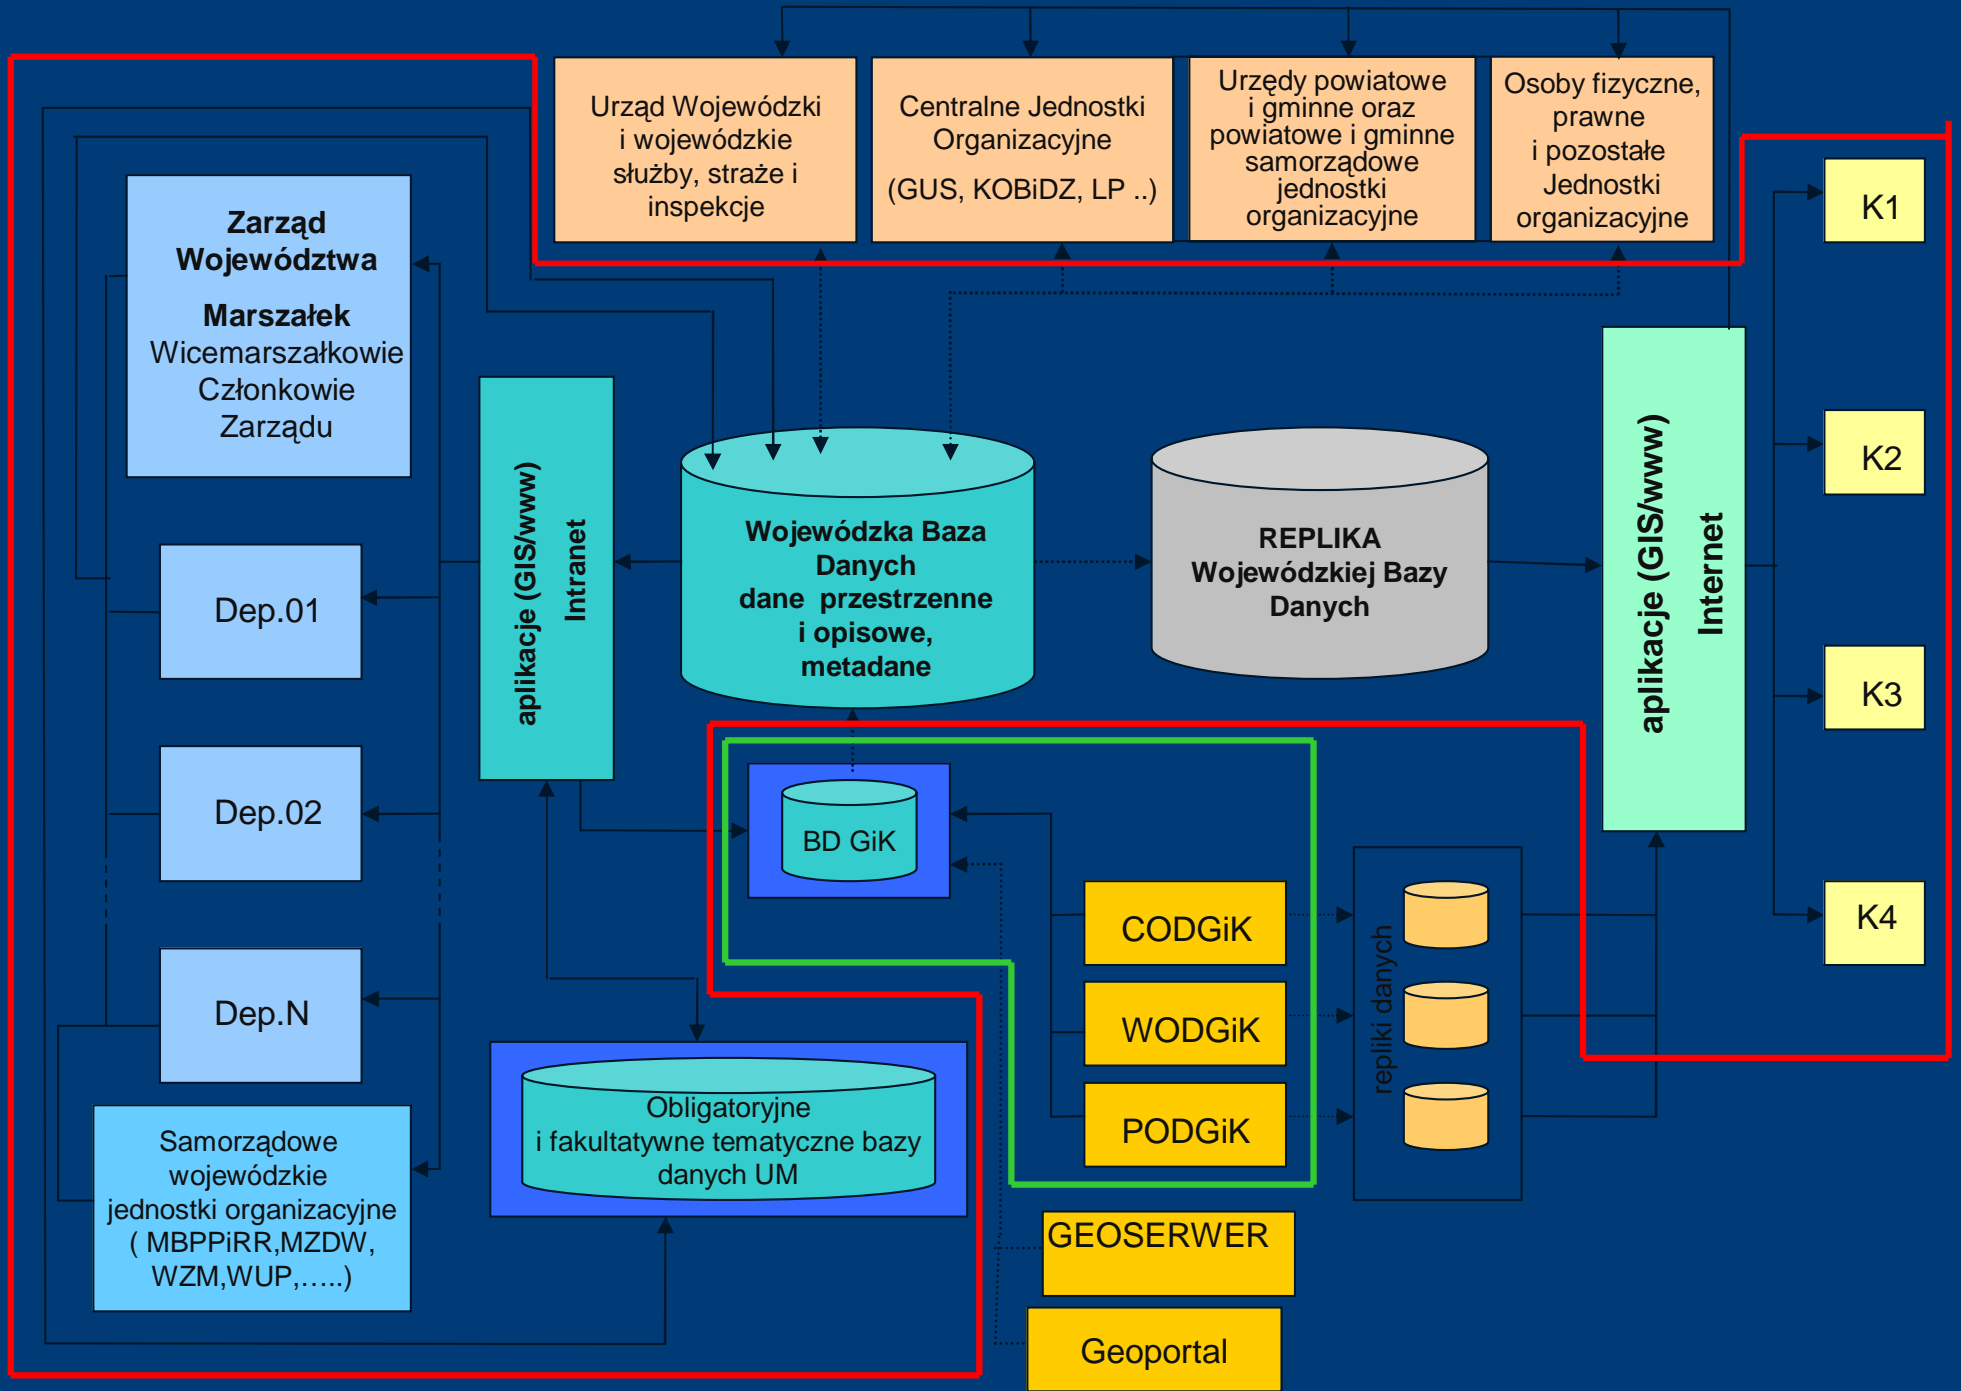 Urząd Wojewódzki
i wojewódzkie
służby, straże i
inspekcje
Centralne Jednostki
Organizacyjne
(GUS, KOBiDZ, LP ..)
Urzędy powiatowe
i gminne oraz
powiatowe i gminne
samorządowe
jednostki
organizacyjne
Osoby fizyczne,
prawne
i pozostałe
Jednostki
organizacyjne
Zarząd
Województwa
Marszałek
Wicemarszałkowie
Członkowie
Zarządu
Dep.01
Dep.02
Dep.N
Samorządowe
wojewódzkie
jednostki organizacyjne
( MBPPiRR,MZDW,
WZM,WUP,…..)
aplikacje (GIS/www)
Intranet
Wojewódzka Baza
Danych
dane  przestrzenne
i opisowe,
metadane
REPLIKA
Wojewódzkiej Bazy
Danych
aplikacje (GIS/www)
Internet
K1
K2
K3
K4
BD GiK
Obligatoryjne
i fakultatywne tematyczne bazy
danych UM
CODGiK
WODGiK
PODGiK
repliki danych
GEOSERWER
Geoportal